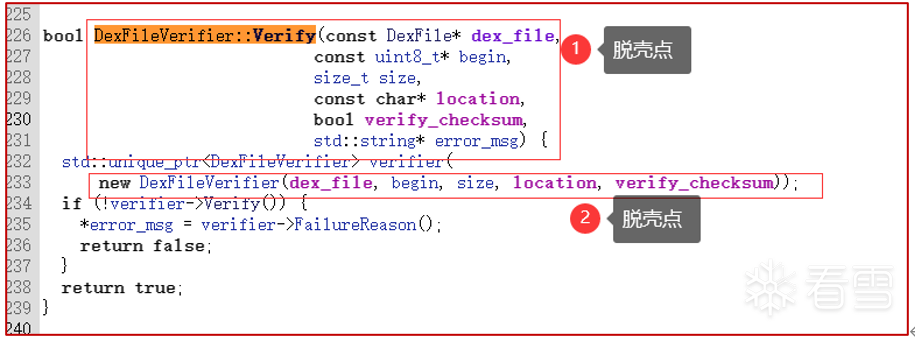 225
226 bool DexFileVerifier::Verify(const DexFile* dex_file,
227 const uint8_t* begin,
228 size_t size,
229 const char* location,
230 bool verify_checksum,
231 std::string* error_msg) {
232 std::unique_ptr<DexFileVerifier> verifier(
233 new DexFileVerifier(dex_file, begin, size, location, verify_checksum));
234 if (!verifier->Verify()) {
235 *error_msg = verifier->FailureReason();
236 return false;
237 }
238 return true;
239 }
240
1 脱壳点
2 脱壳点
看雪